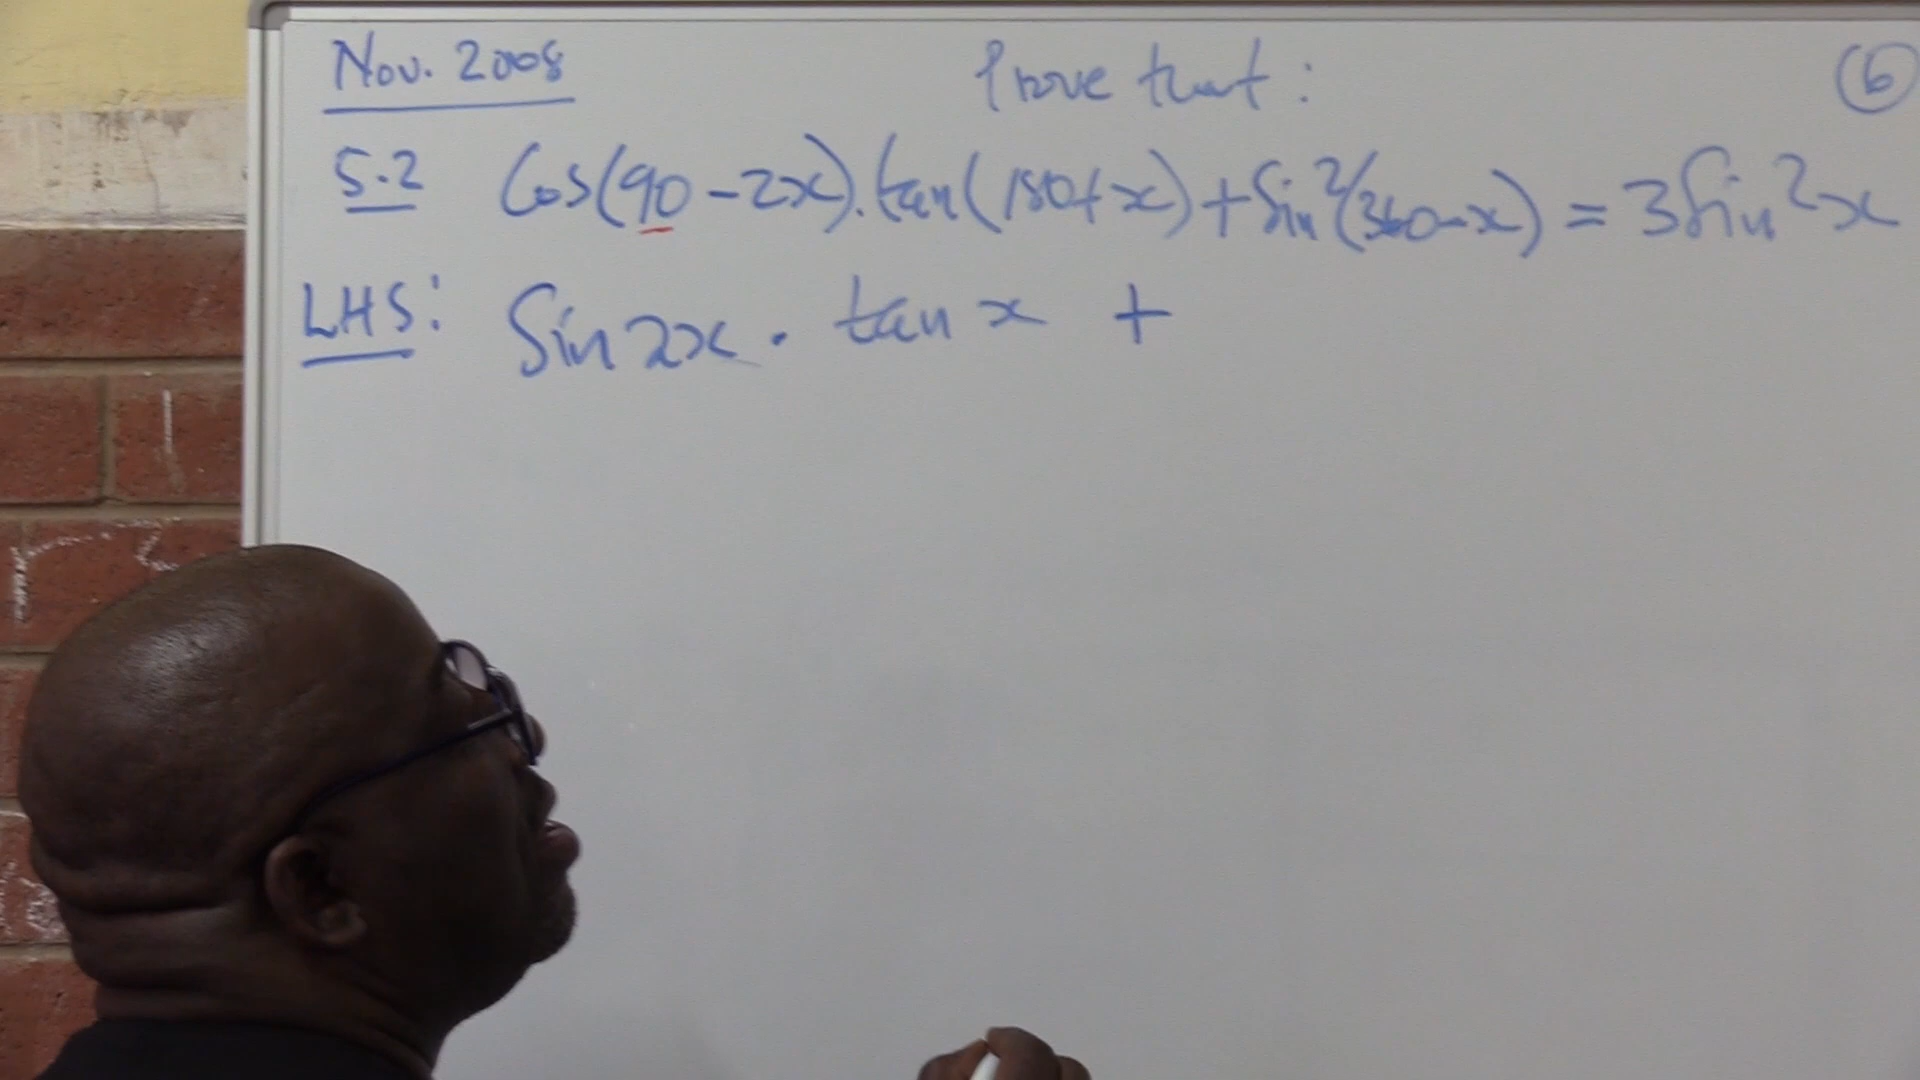 Nov. 2008
Prove that : (6)
5.2 Cos(90 - 2x).tan(180+x)+Sin²(360-x) = 3Sin²x
LHS: Sin2x . tan x +